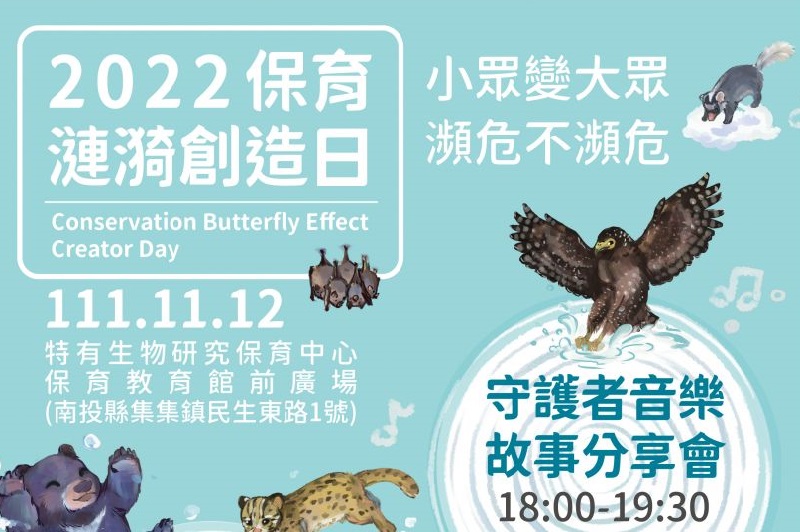 2022保育
漣漪創造日
Conservation Butterfly Effect
Creator Day
小眾變大眾
瀕危不瀕危
111.11.12
特有生物研究保育中心
保育教育館前廣場
(南投縣集集鎮民生東路1號)
守護者音樂
故事分享會
18:00-19:30